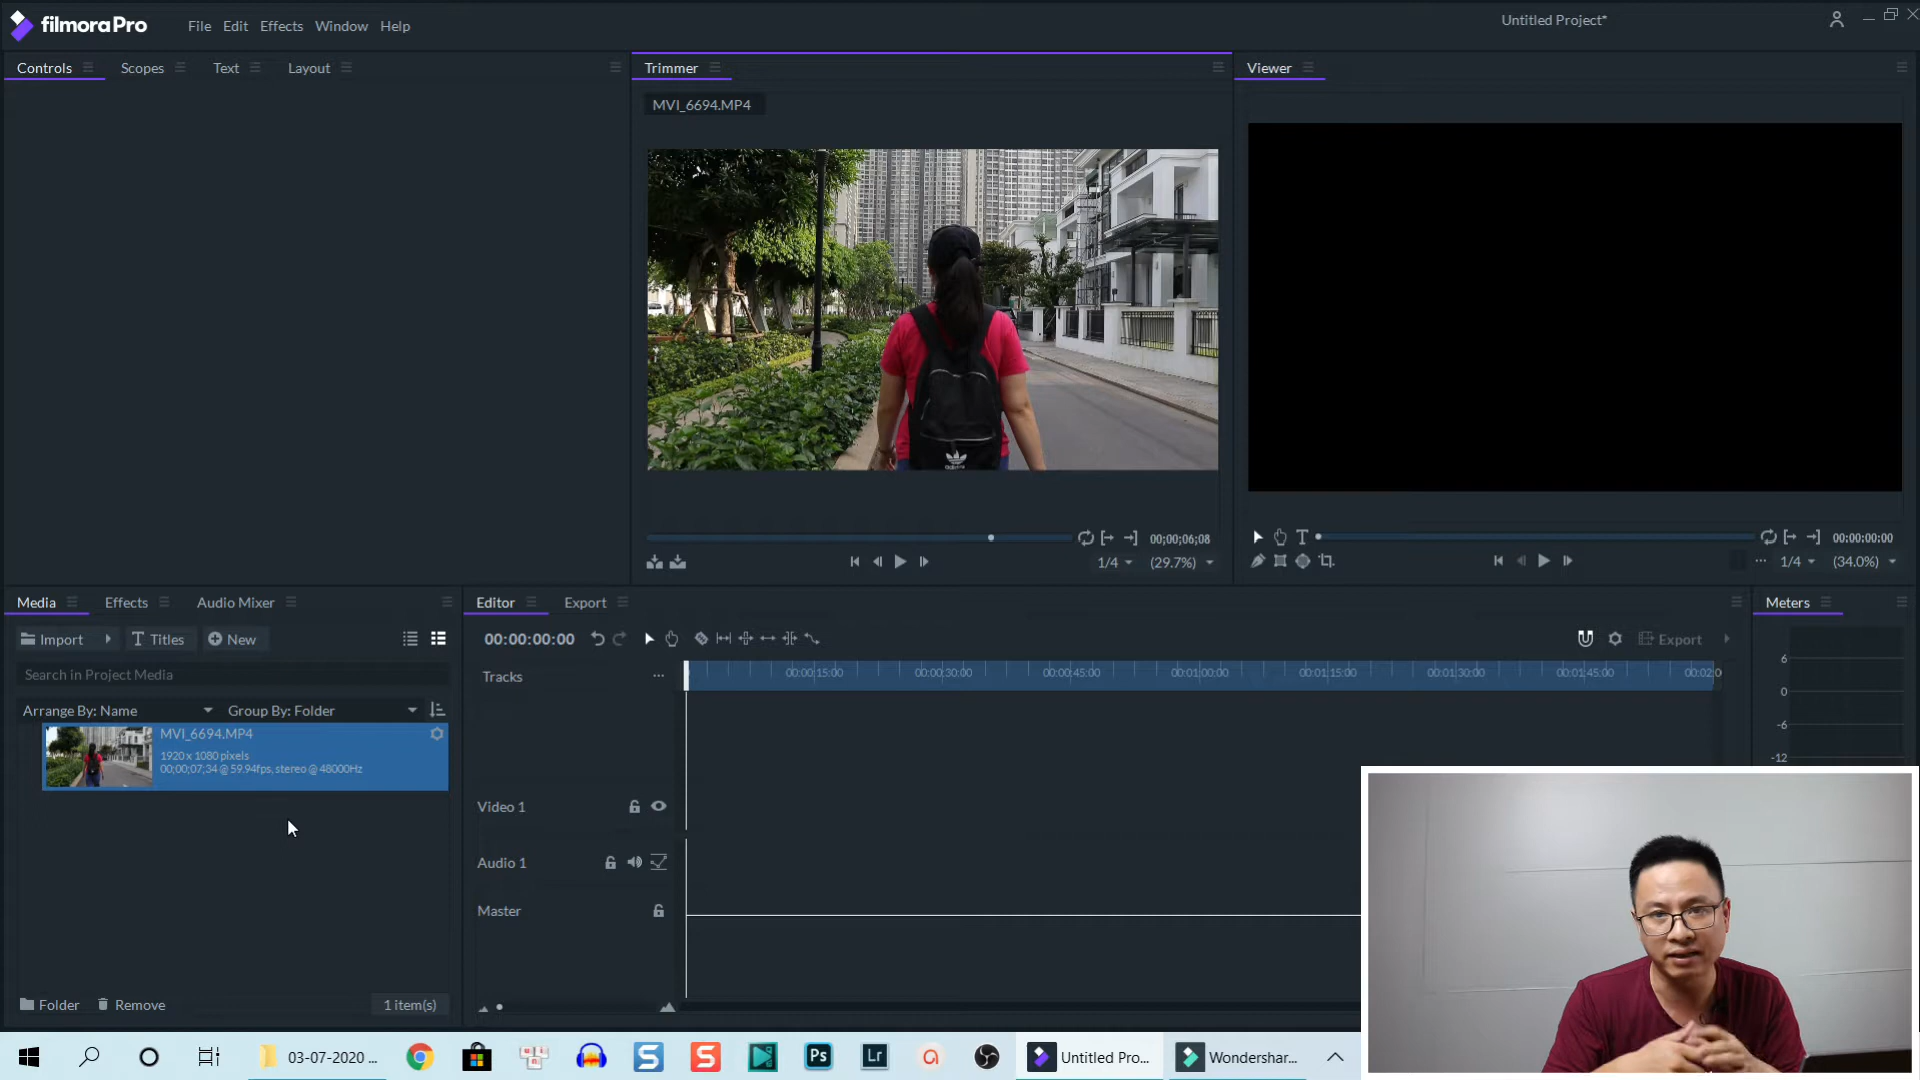 filmoraPro File Edit Effects Window Help Untitled Project*
Controls Scopes Text Layout Trimmer Viewer
MVI_6694.MP4
adidas
00;00;06;08 00:00:00:00
1/4 (29.7%) 1/4 (34.0%)
Media Effects Audio Mixer Editor Export Meters
Import Titles New 00:00:00:00 Export
Search in Project Media Tracks 00:00:15:00 00:00:30:00 00:00:45:00 00:01:00:00 00:01:15:00 00:01:30:00 00:01:45:00 00:02:0
6
0
-6
-12
Arrange By: Name Group By: Folder
MVI_6694.MP4
1920 x 1080 pixels
00;00;07;34 @ 59.94fps, stereo @ 48000Hz
Video 1
Audio 1
Master
Folder Remove 1 item(s)
03-07-2020 ... S S Ps Lr a Untitled Pro... Wondershar...